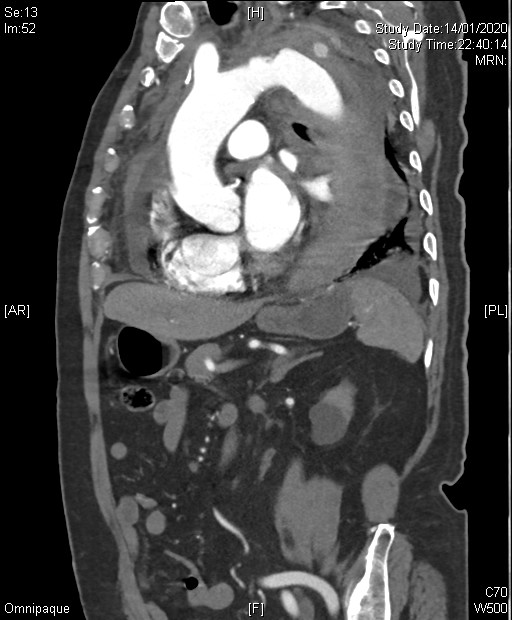 Se:13
Im:52
[H]
Study Date:14/01/2020
Study Time:22:40:14
MRN:
[AR]
[PL]
Omnipaque
[F]
C70
W500